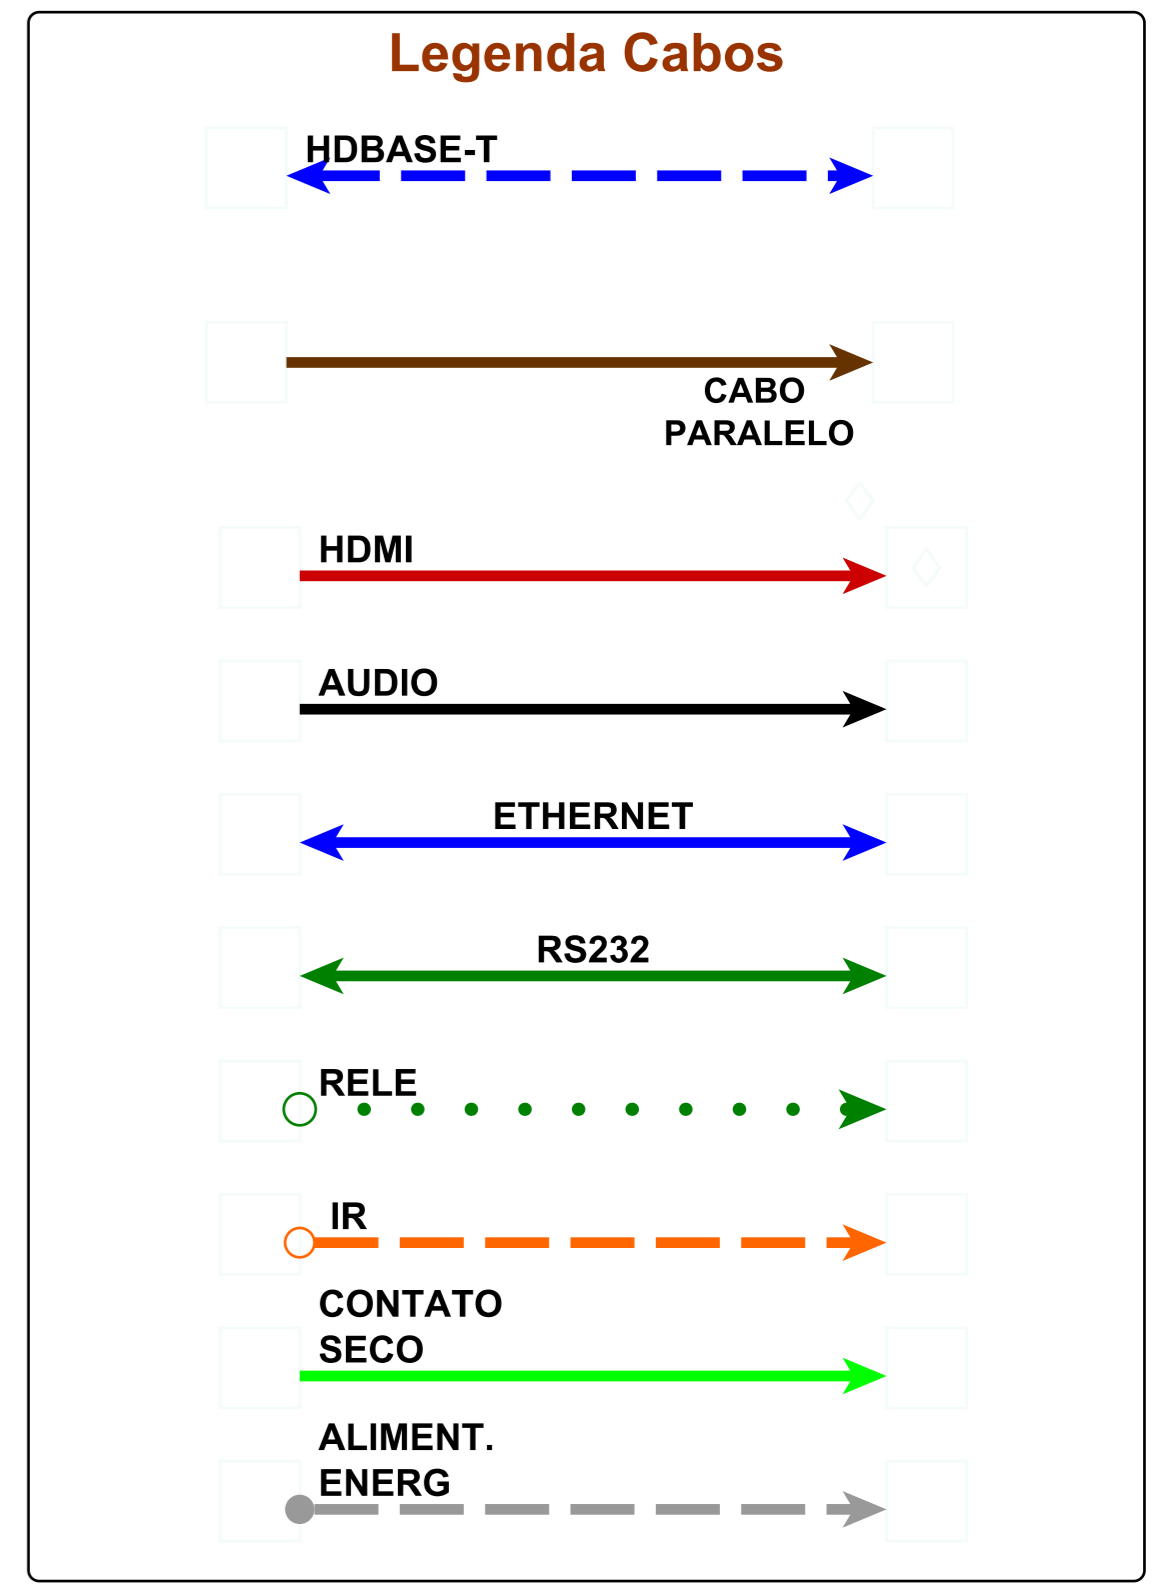 Legenda Cabos
HDBASE-T
CABO
PARALELO
HDMI
AUDIO
ETHERNET
RS232
RELE
IR
CONTATO
SECO
ALIMENT.
ENERG